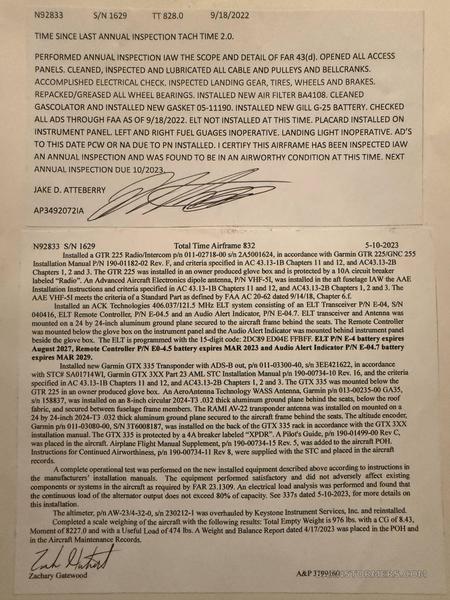 N92833 S/N 1629 TT 828.0 9/18/2022
TIME SINCE LAST ANNUAL INSPECTION TACH TIME 2.0.
PERFORMED ANNUAL INSPECTION IAW THE SCOPE AND DETAIL OF FAR 43(d). OPENED ALL ACCESS
PANELS. CLEANED, INSPECTED AND LUBRICATED ALL CABLE AND PULLEYS AND BELLCRANKS.
ACCOMPLISHED ELECTRICAL CHECK. INSPECTED LANDING GEAR, TIRES, WHEELS AND BRAKES.
REPACKED/GREASED ALL WHEEL BEARINGS. INSTALLED NEW AIR FILTER BA4108. CLEANED
GASCOLATOR AND INSTALLED NEW GASKET 05-11190. INSTALLED NEW GILL G-25 BATTERY. CHECKED
ALL ADS THROUGH FAA AS OF 9/18/2022. ELT NOT INSTALLED AT THIS TIME. PLACARD INSTALLED ON
INSTRUMENT PANEL. LEFT AND RIGHT FUEL GUAGES INOPERATIVE. LANDING LIGHT INOPERATIVE. AD'S
TO THIS DATE PCW OR NA DUE TO PN INSTALLED. I CERTIFY THIS AIRFRAME HAS BEEN INSPECTED IAW
AN ANNUAL INSPECTION AND WAS FOUND TO BE IN AIRWORTHY CONDITION AT THIS TIME. NEXT
ANNUAL INSPECTION DUE 10/2023.
JAKE D. ATTEBERRY
AP3492072IA
N92833 S/N 1629 Total Time Airframe 832 5-10-2023
Installed a GTR 225 Radio/Intercom p/n 011-02718-00 s/n 2A5001624, in accordance with Garmin GTR 225/GNC 255
Installation Manual P/N 190-01182-02 Rev. F, and criteria specified in AC 43.13-1B Chapters 11 and 12, and AC43.13-2B
Chapters 1, 2 and 3. The GTR 225 was installed in an owner produced glove box and is protected by a 10A circuit breaker
labeled "Radio". An Advanced Aircraft Electronics dipole antenna, P/N VHF-5I, was installed in the aft fuselage IAW the AAE
Installation Instructions and criteria specified in AC 43.13-1B Chapters 11 and 12, and AC43.13-2B Chapters 1, 2 and 3. The
AAE VHF-5I meets the criteria of a Standard Part as defined by FAA AC 20-62 dated 9/14/18, Chapter 6.f.
Installed an ACK Technologies 406.037/121.5 mHz ELT system consisting of an ELT Transmitter P/N E-04, S/N
040416, ELT Remote Control P/N E-04.5 and an Audio Alert Indicator, P/N E-04.7. ELT transceiver and Antenna was
mounted on a 24 by 24-inch of aluminum ground plane secured to the aircraft frame behind the seats. The Remote Controller
was mounted below the glove box on the instrument panel and the Audio Alert Indicator was mounted behind instrument panel
beside the glove box. The ELT is programmed with the 15-digit code: 2DC89 ED04E FFBFF. ELT P/N E-4 battery expires
August 2027, Remote Controller P/N E0-4.5 battery expires MAR 2023 and Audio Alert Indicator P/N E-04.7 battery
expires MAR 2029.
Installed new Garmin GTX 335 Transponder with ADS-B out, p/n 011-03300-40, s/n 3EE421622, in accordance
with STC# SA01714WI, Garmin GTX 3XX Part 23 AML STC Installation Manual p/n 190-00734-10 Rev. 16, and the criteria
specified in AC 43.13-1B Chapters 11 and 12, and AC43.13-2B Chapters 1, 2 and 3. The GTX 335 was mounted below the
GTR 225 in an owner produced glove box. An AeroAntenna Technology WASS Antenna, Garmin p/n 013-00235-00 GA35,
s/n 158837, was installed on an 8-inch circular 2024-T3 .032 thick aluminum ground plane behind the seats, below the roof
fabric, and secured between fuselage frame members. The RAMI AV-22 transponder antenna was installed on mounted on a
24 by 24-inch 2024-T3 .032 thick aluminum ground plane secured to the aircraft frame behind the seats. The altitude encoder,
Garmin p/n 011-03080-00, S/N 3T6008187, was installed on the back of the GTX 335 rack in accordance with the GTX 3XX
installation manual. The GTX 335 is protected by a 4A breaker labeled "XPDR". A Pilot's Guide, p/n 190-01499-00 Rev C,
was placed in the aircraft. Airplane Flight Manual Supplement, p/n 190-00734-15 Rev. 5, was added to the aircraft POH.
Instructions for Continued Airworthiness, p/n 190-00734-11 Rev 8, were supplied with the STC and placed in the aircraft
records.
A complete operational test was performed on the new installed equipment described above according to instructions in
the manufacturers' installation manuals. The equipment performed satisfactory and did not adversely affect existing
components or systems in the aircraft as required by FAR 23.1309. An electrical load analysis was performed and found that
the continuous load of the alternator output does not exceed 80% of capacity. See 337s dated 5-10-2023, for more details on
this installation.
The altimeter, p/n AW-23/4-32-O, s/n 230212-1 was overhauled by Keystone Instrument Services, Inc. and reinstalled.
Completed a scale weighing of the aircraft with the following results: Total Empty Weight is 976 lbs. with a CG of 8.43,
Moment of 8227.0 and with a Useful Load of 474 lbs. A Weight and Balance Report dated 4/17/2023 was placed in the POH and
in the Aircraft Maintenance Records.
Zachary Gatewood A&P 3799160